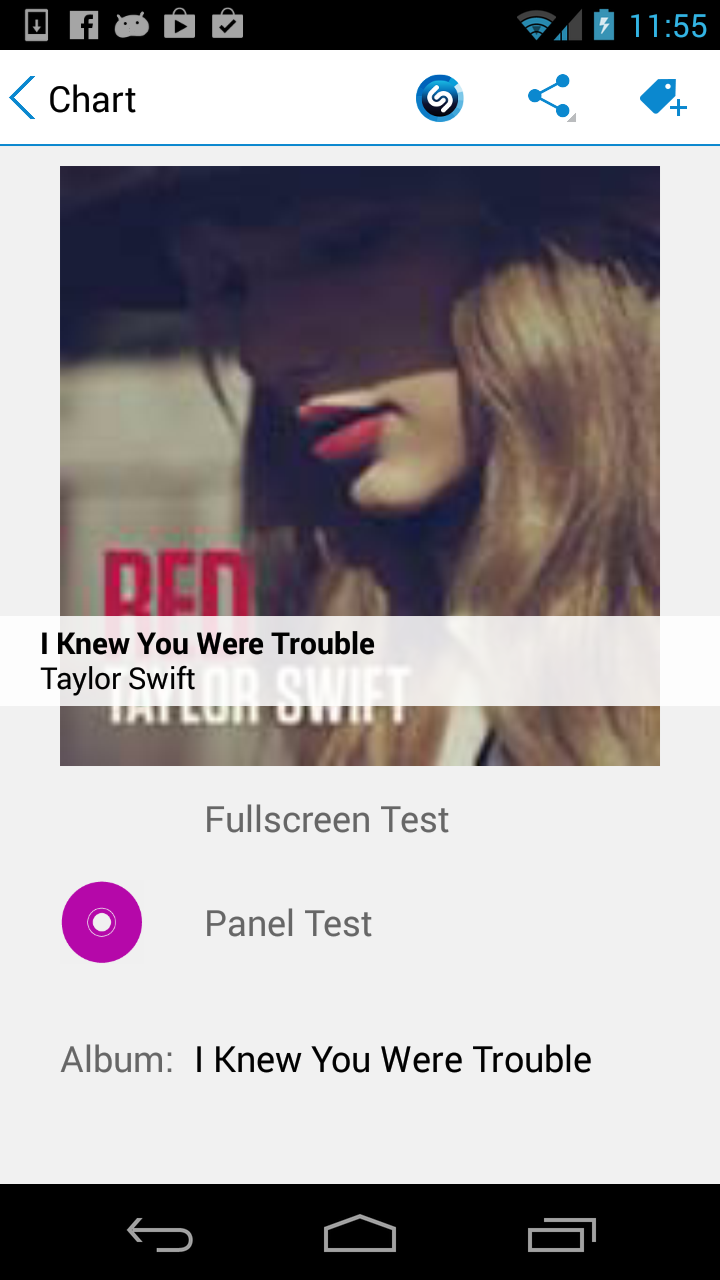 11:55
Chart
RED
I Knew You Were Trouble
Taylor Swift
TAYLOR SWIFT
Fullscreen Test
Panel Test
Album: I Knew You Were Trouble